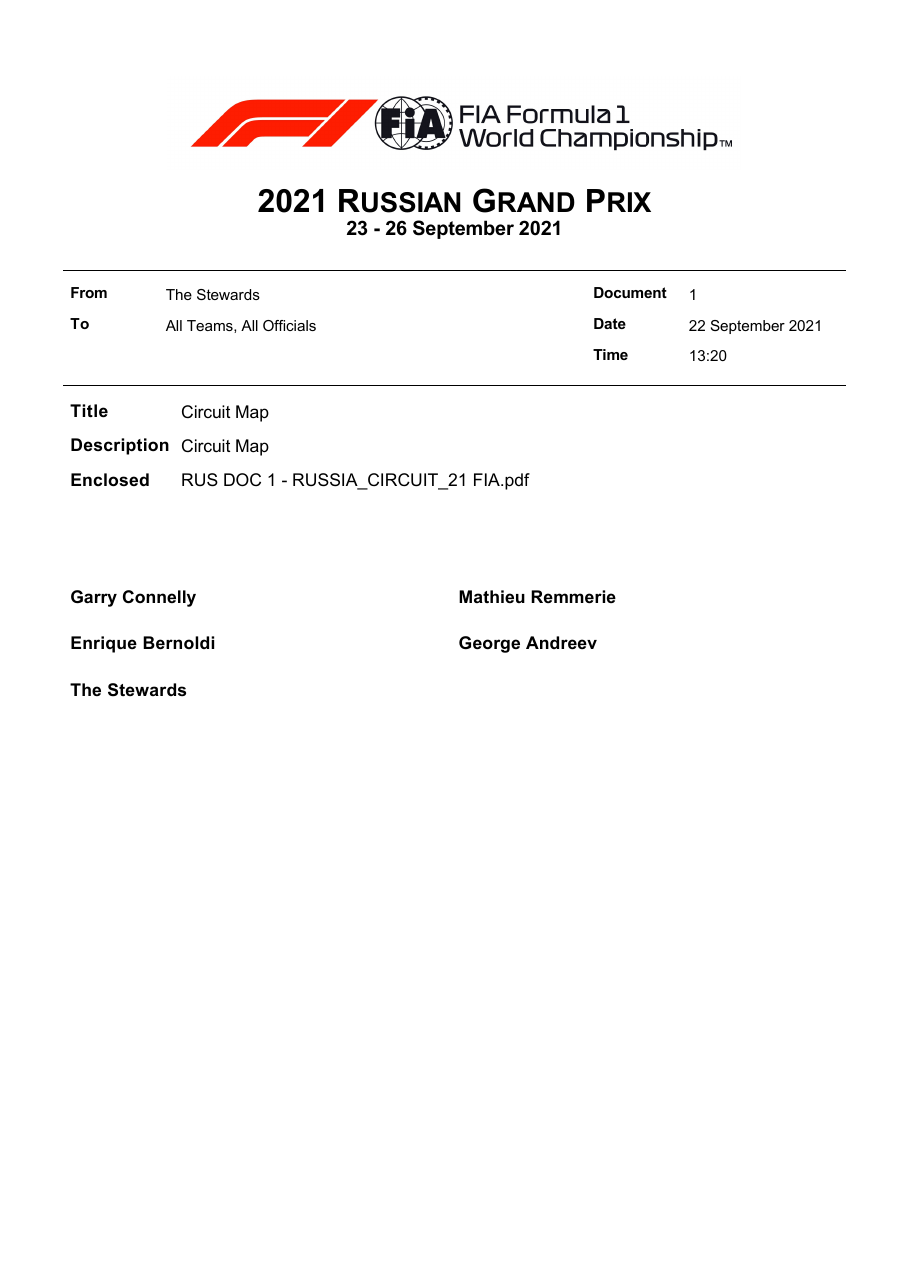 FIA FIA Formula 1
World Championship™
2021 RUSSIAN GRAND PRIX
23 - 26 September 2021
From The Stewards Document 1
To All Teams, All Officials Date 22 September 2021
Time 13:20
Title Circuit Map
Description Circuit Map
Enclosed RUS DOC 1 - RUSSIA_CIRCUIT_21 FIA.pdf
Garry Connelly Mathieu Remmerie
Enrique Bernoldi George Andreev
The Stewards